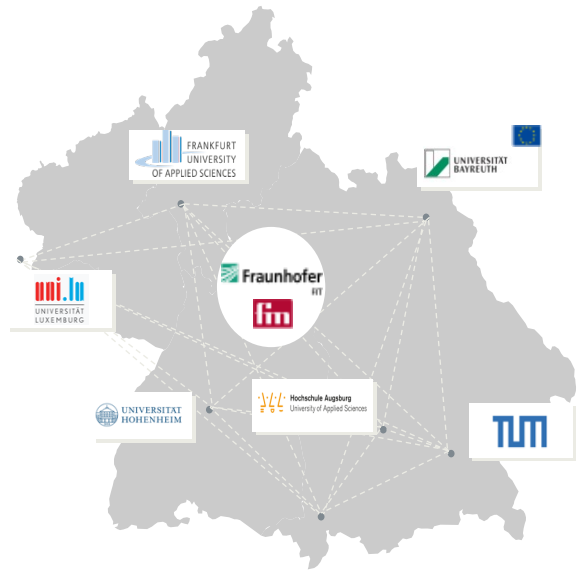 FRANKFURT
UNIVERSITY
OF APPLIED SCIENCES
UNIVERSITÄT
BAYREUTH
Fraunhofer
FIT
fim
uni.lu
UNIVERSITÄT
LUXEMBURG
UNIVERSITÄT
HOHENHEIM
Hochschule Augsburg
University of Applied Sciences
TUM